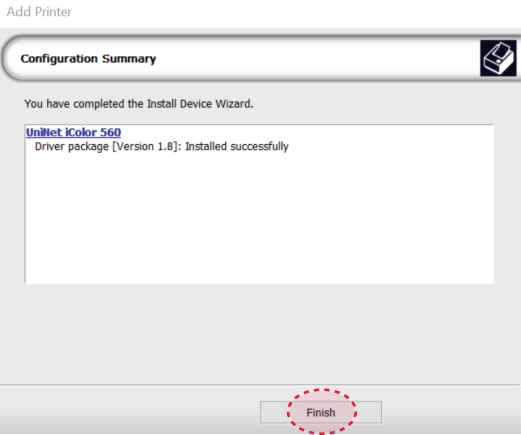 Add Printer
Configuration Summary
You have completed the Install Device Wizard.
UniNet iColor 560
Driver package [Version 1.8]: Installed successfully
Finish